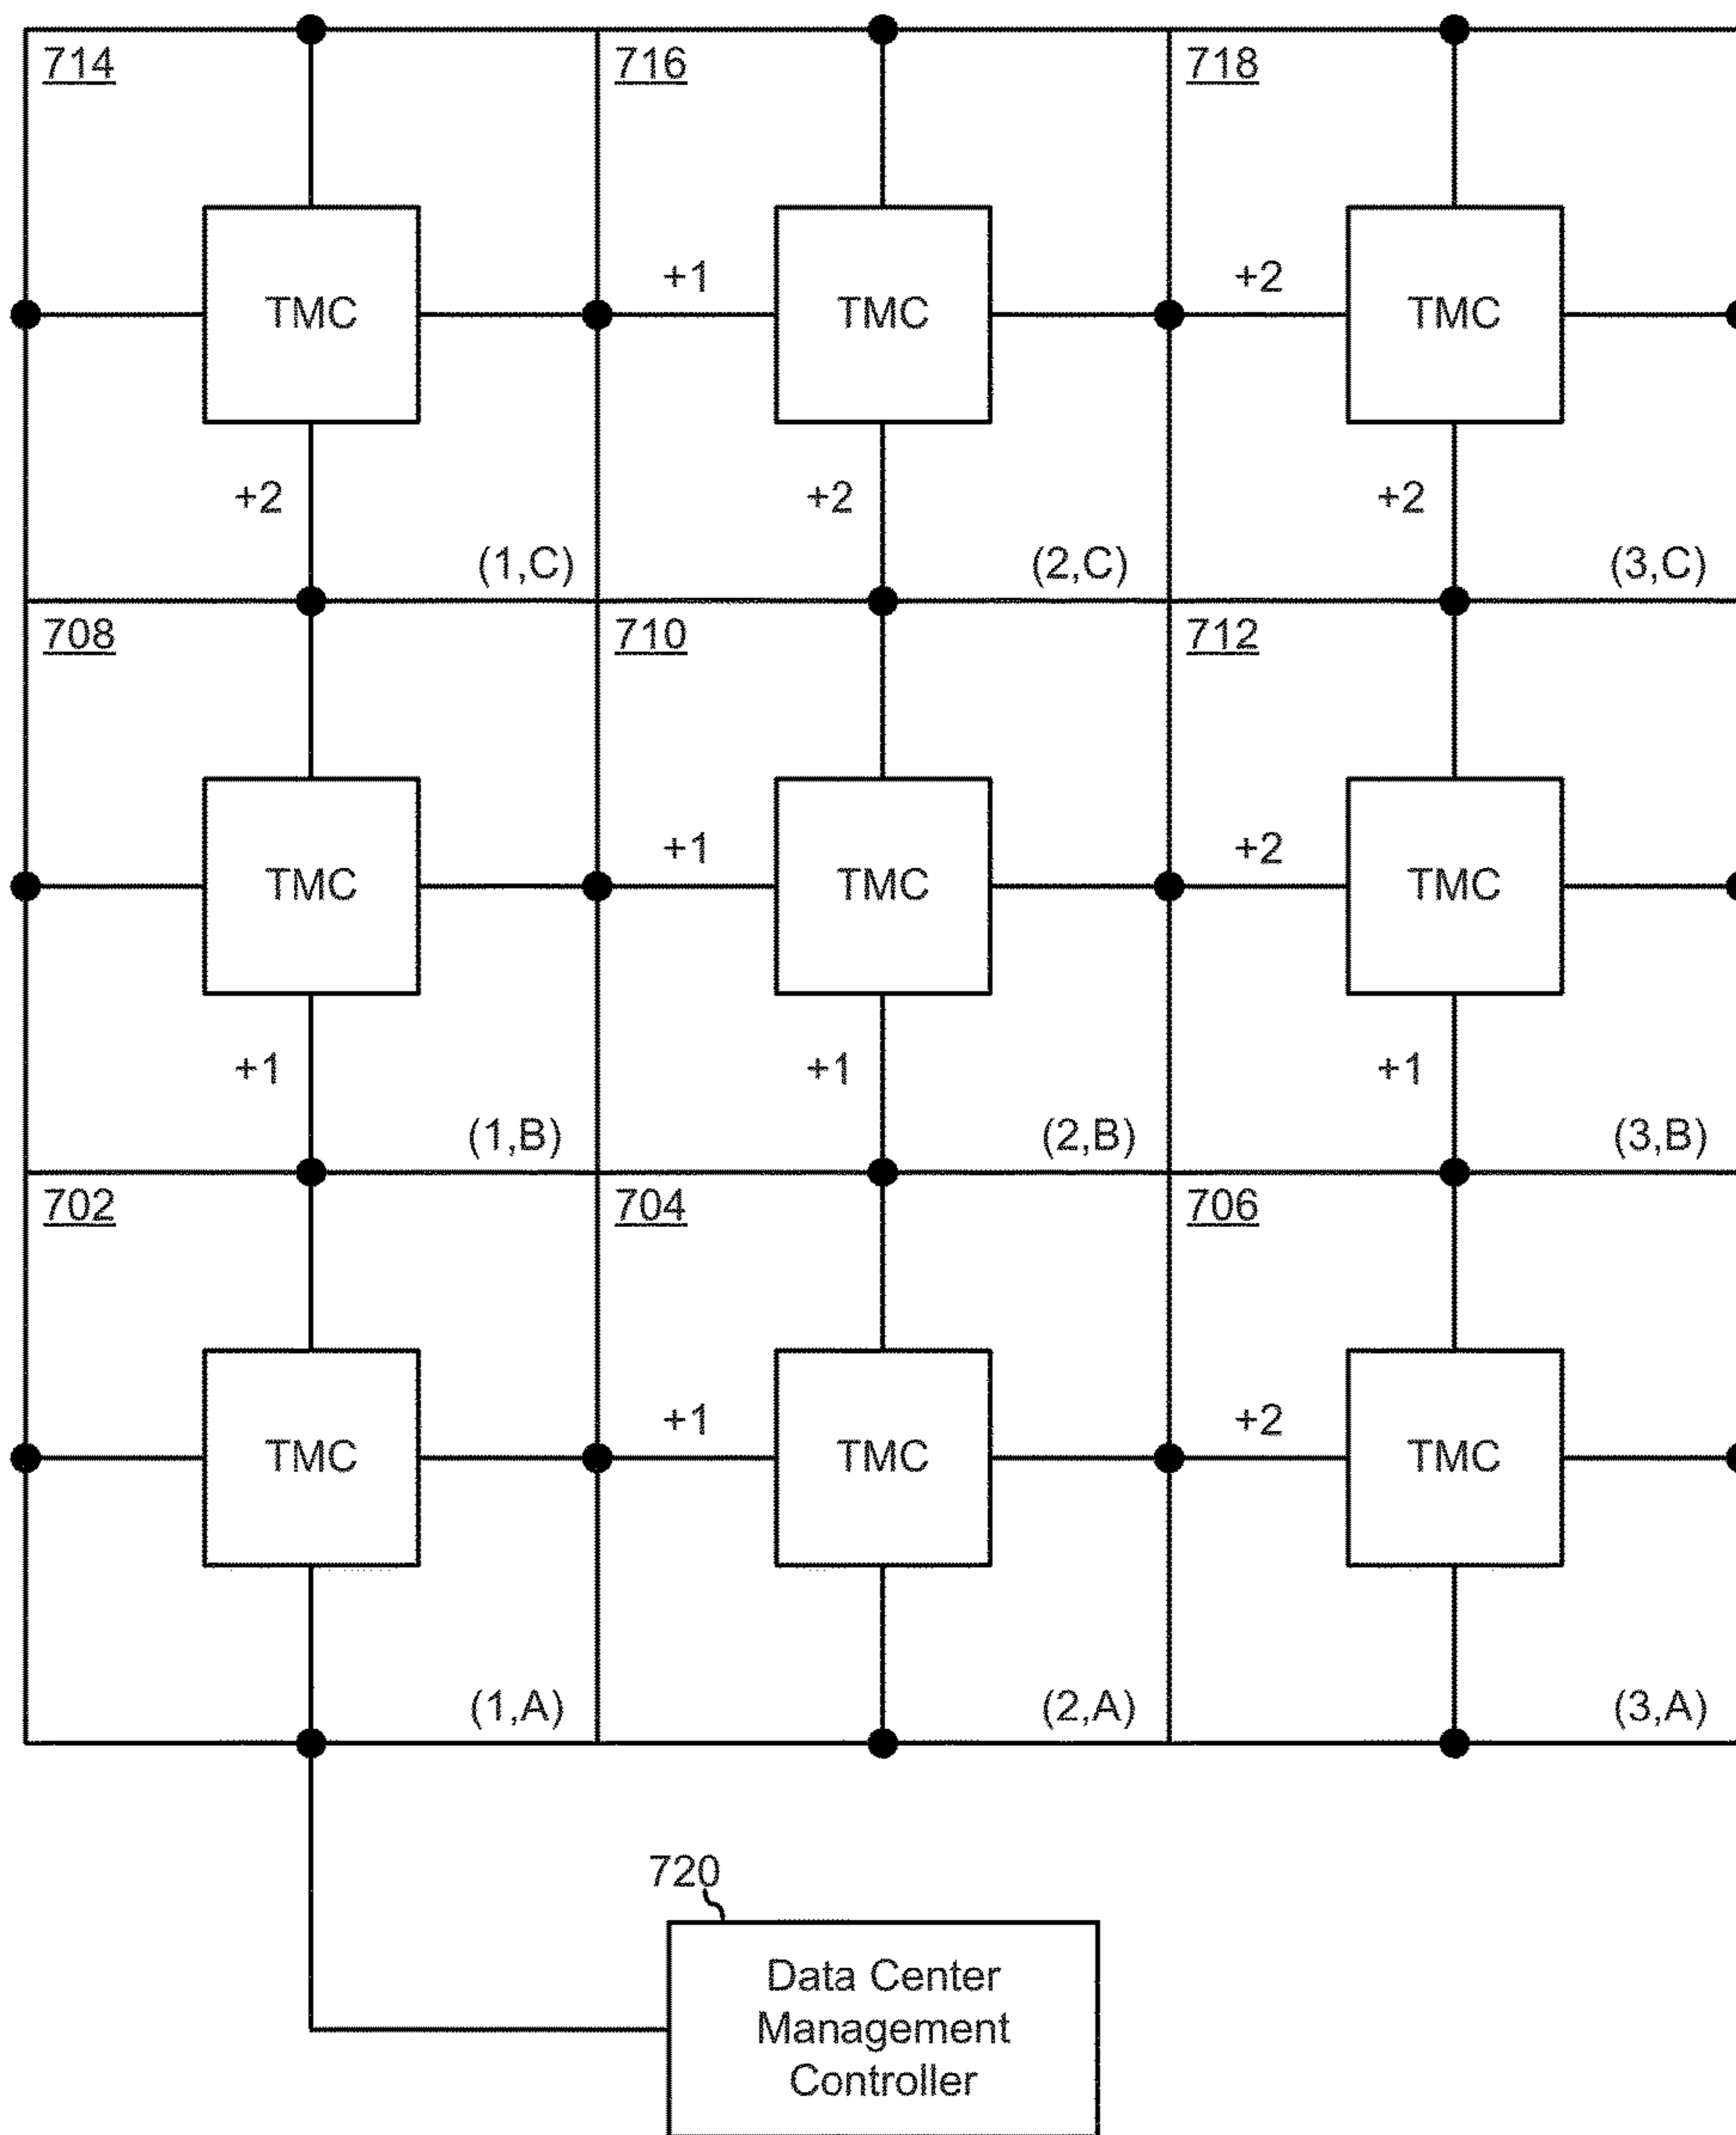 714 716 718
+1 +2
TMC TMC TMC
+2 +2 +2
(1,C) (2,C) (3,C)
708 710 712
+1 +2
TMC TMC TMC
+1 +1 +1
(1,B) (2,B) (3,B)
702 704 706
+1 +2
TMC TMC TMC
(1,A) (2,A) (3,A)
720
Data Center
Management
Controller